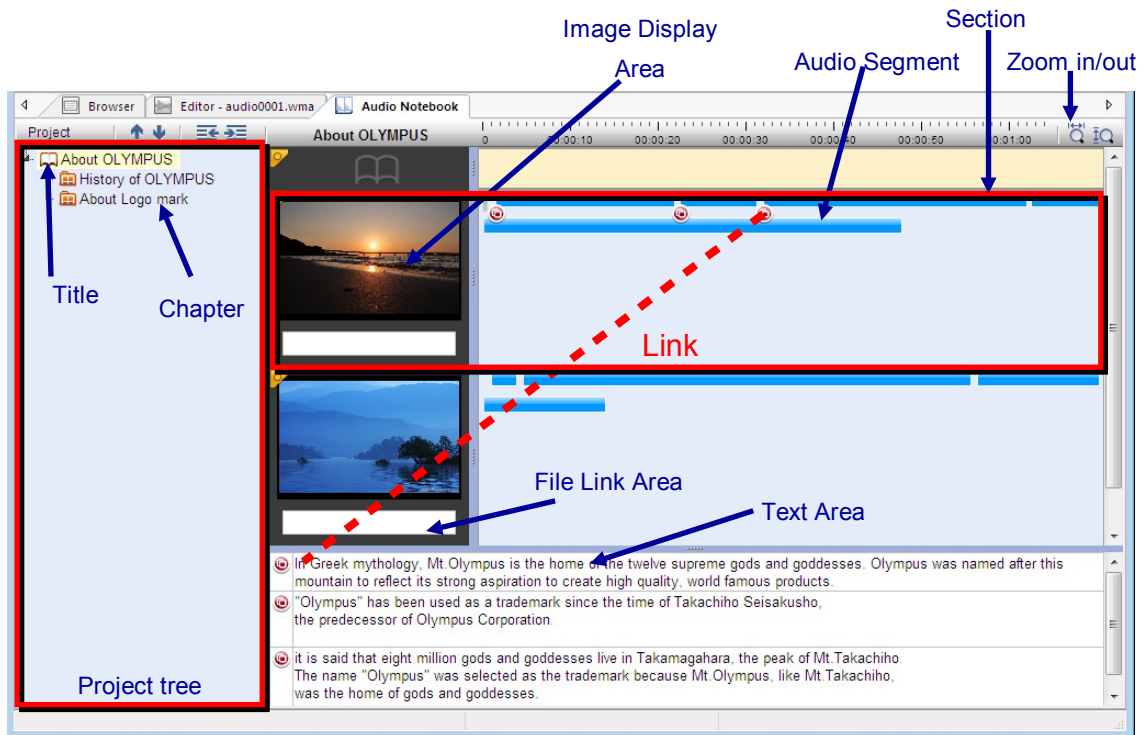 Section
Image Display
Area
Audio Segment
Zoom in/out
Browser
Editor - audio0001.wma
Audio Notebook
Project
About OLYMPUS
0
00:00:10
00:00:20
00:00:30
00:00:40
00:00:50
00:01:00
About OLYMPUS
History of OLYMPUS
About Logo mark
Title
Chapter
Link
File Link Area
Text Area
In Greek mythology, Mt.Olympus is the home of the twelve supreme gods and goddesses. Olympus was named after this
mountain to reflect its strong aspiration to create high quality, world famous products.
"Olympus" has been used as a trademark since the time of Takachiho Seisakusho,
the predecessor of Olympus Corporation.
it is said that eight million gods and goddesses live in Takamagahara, the peak of Mt.Takachiho.
The name "Olympus" was selected as the trademark because Mt.Olympus, like Mt.Takachiho,
was the home of gods and goddesses.
Project tree